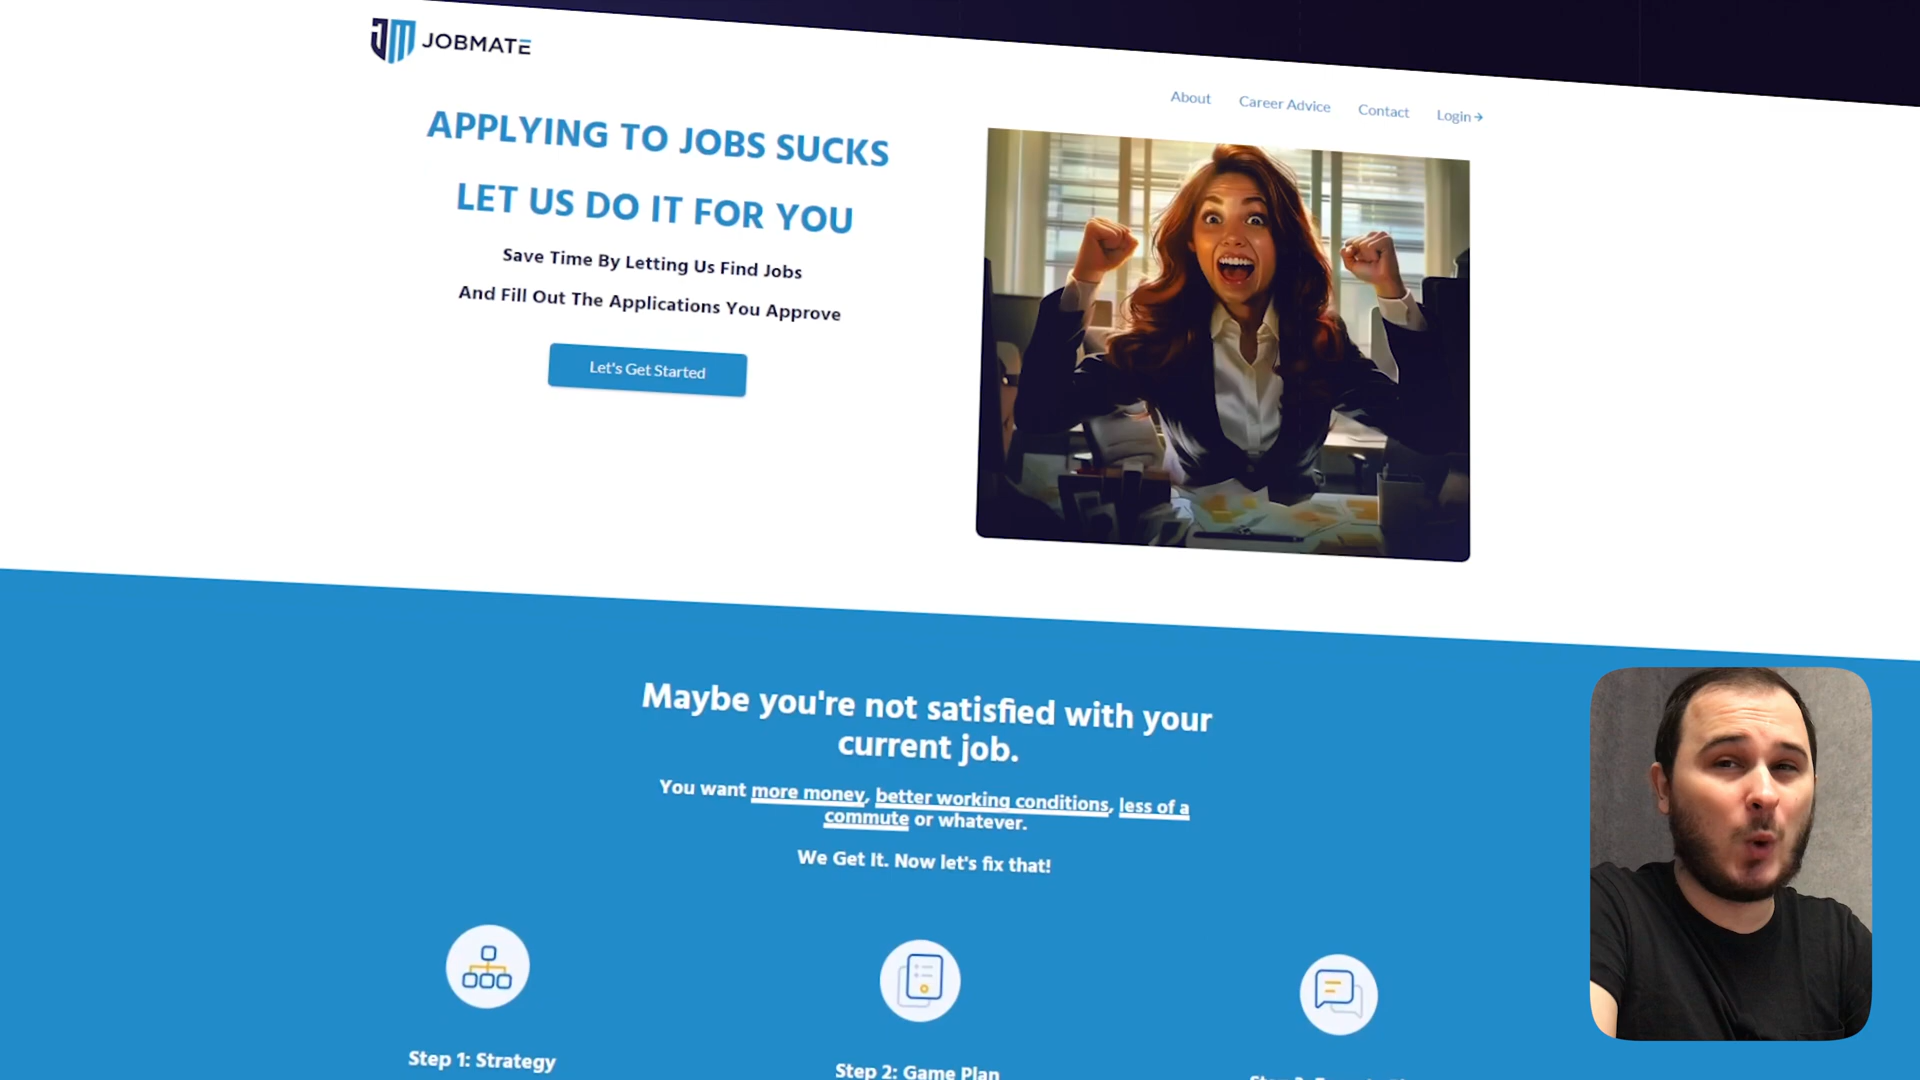 JOBMATE
About Career Advice Contact Login
APPLYING TO JOBS SUCKS
LET US DO IT FOR YOU
Save Time By Letting Us Find Jobs
And Fill Out The Applications You Approve
Let's Get Started
Maybe you're not satisfied with your
current job.
You want more money, better working conditions, less of a
commute or whatever.
We Get It. Now let's fix that!
Step 1: Strategy
Step 2: Game Plan